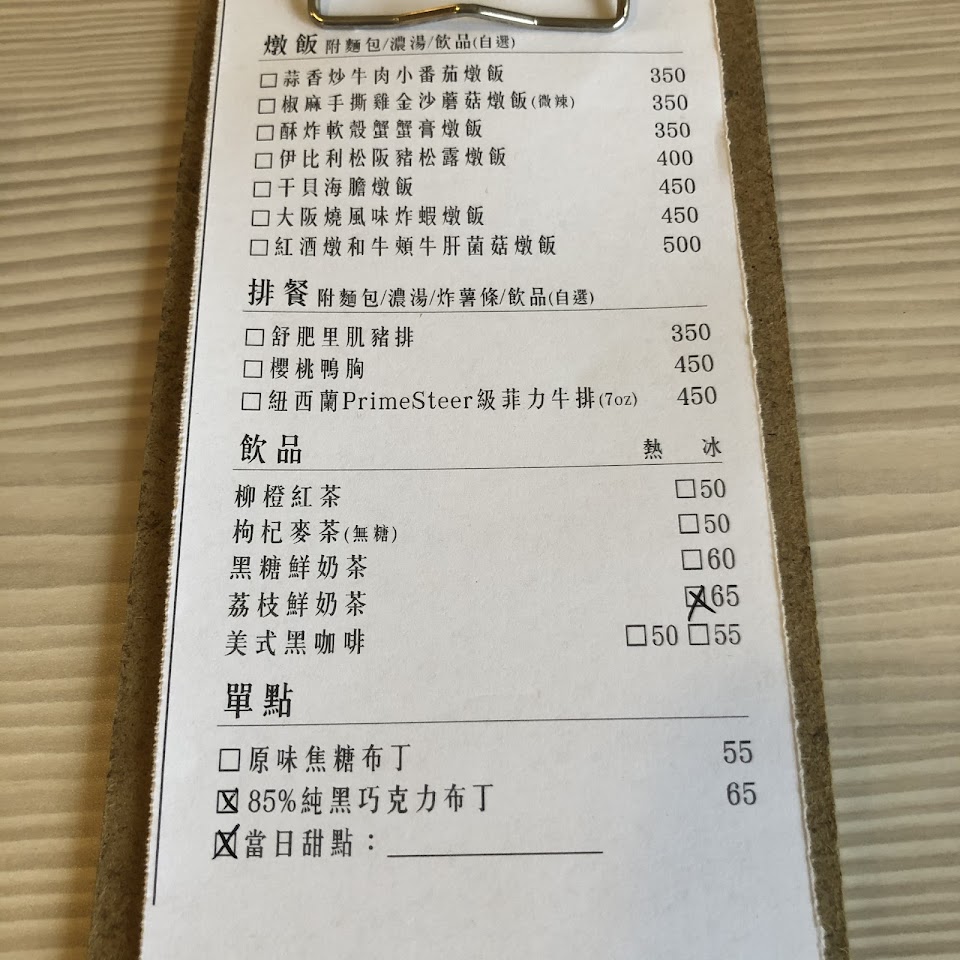 燉飯 附麵包/濃湯/飲品(自選)
□蒜香炒牛肉小番茄燉飯 350
□椒麻手撕雞金沙蘑菇燉飯(微辣) 350
□酥炸軟殼蟹蟹膏燉飯 350
□伊比利松阪豬松露燉飯 400
□干貝海膽燉飯 450
□大阪燒風味炸蝦燉飯 450
□紅酒燉和牛頰牛肝菌菇燉飯 500
排餐 附麵包/濃湯/炸薯條/飲品(自選)
□舒肥里肌豬排 350
□櫻桃鴨胸 450
□紐西蘭PrimeSteer級菲力牛排(7oz) 450
飲品 熱 冰
柳橙紅茶 □50
枸杞麥茶(無糖) □50
黑糖鮮奶茶 □60
荔枝鮮奶茶 ☒65
美式黑咖啡 □50 □55
單點
□原味焦糖布丁 55
☒85%純黑巧克力布丁 65
☒當日甜點：